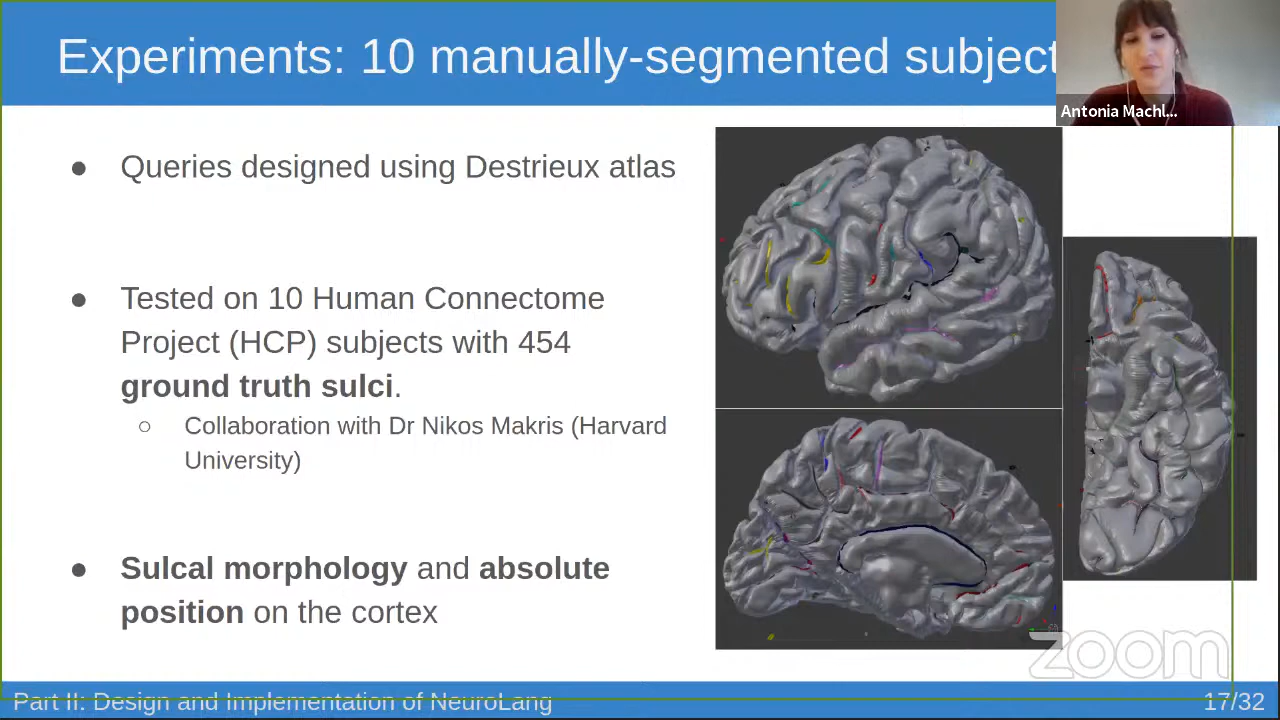 Experiments: 10 manually-segmented subject
Antonia Machl...
● Queries designed using Destrieux atlas
● Tested on 10 Human Connectome
Project (HCP) subjects with 454
ground truth sulci.
○ Collaboration with Dr Nikos Makris (Harvard
University)
● Sulcal morphology and absolute
position on the cortex
zoom
Part II: Design and Implementation of NeuroLang
17/32